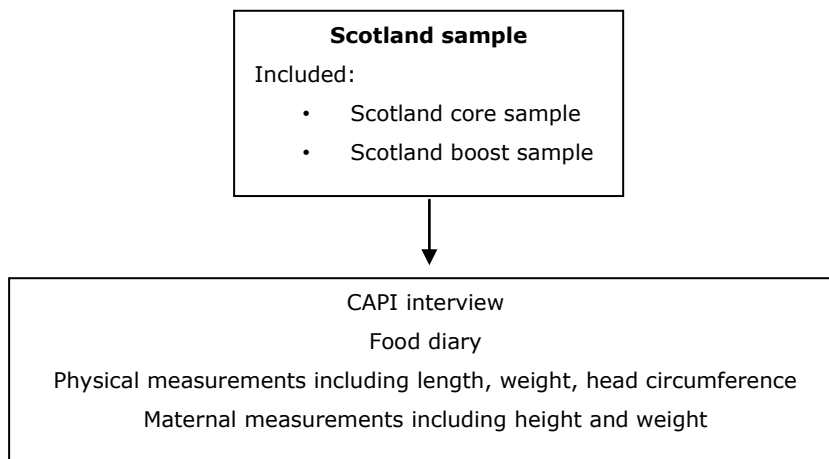 Scotland sample
Included:
• Scotland core sample
• Scotland boost sample
CAPI interview
Food diary
Physical measurements including length, weight, head circumference
Maternal measurements including height and weight